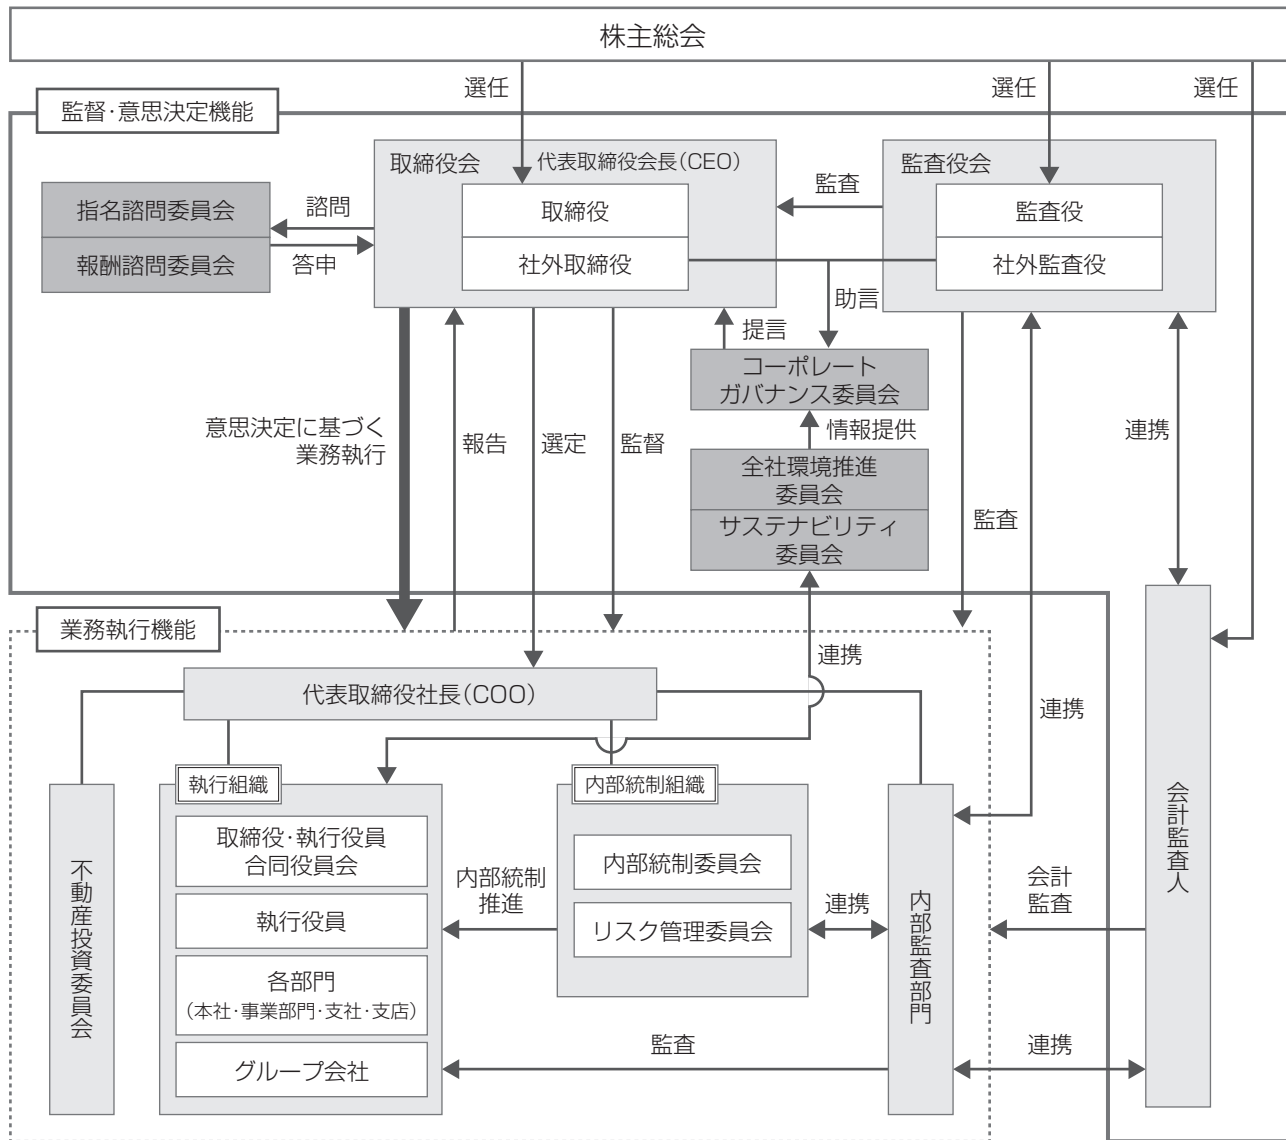 株主総会
選任
選任
選任
監督・意思決定機能
取締役会
代表取締役会長(CEO)
監査役会
監査
取締役
監査役
指名諮問委員会
諮問
報酬諮問委員会
答申
社外取締役
社外監査役
助言
提言
コーポレート
ガバナンス委員会
意思決定に基づく
業務執行
報告
選定
監督
情報提供
連携
全社環境推進
委員会
サステナビリティ
委員会
監査
業務執行機能
連携
代表取締役社長(COO)
連携
執行組織
内部統制組織
不動産投資委員会
取締役・執行役員
合同役員会
執行役員
各部門
(本社・事業部門・支社・支店)
グループ会社
内部統制
推進
内部統制委員会
リスク管理委員会
連携
内部監査部門
会計
監査
会計監査人
監査
連携